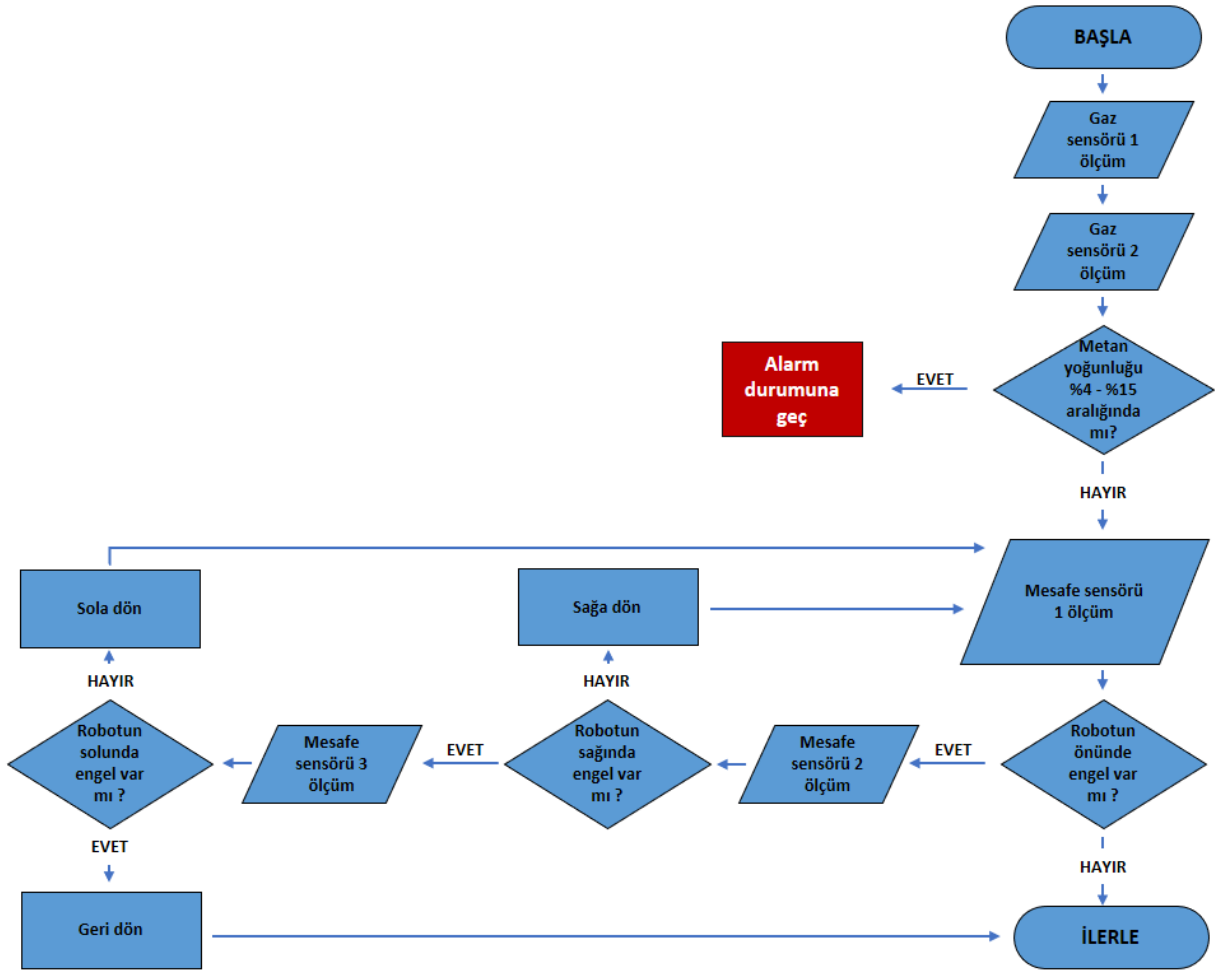 BAŞLA
Gaz
sensörü 1
ölçüm
Gaz
sensörü 2
ölçüm
Metan
yoğunluğu
%4 - %15
aralığında
mı?
EVET
Alarm
durumuna
geç
HAYIR
Mesafe sensörü
1 ölçüm
Sağa dön
Sola dön
HAYIR
HAYIR
Robotun
önünde
engel var
mı ?
EVET
Mesafe
sensörü 2
ölçüm
Robotun
sağında
engel var
mı ?
EVET
Mesafe
sensörü 3
ölçüm
Robotun
solunda
engel var
mı ?
EVET
HAYIR
Geri dön
İLERLE